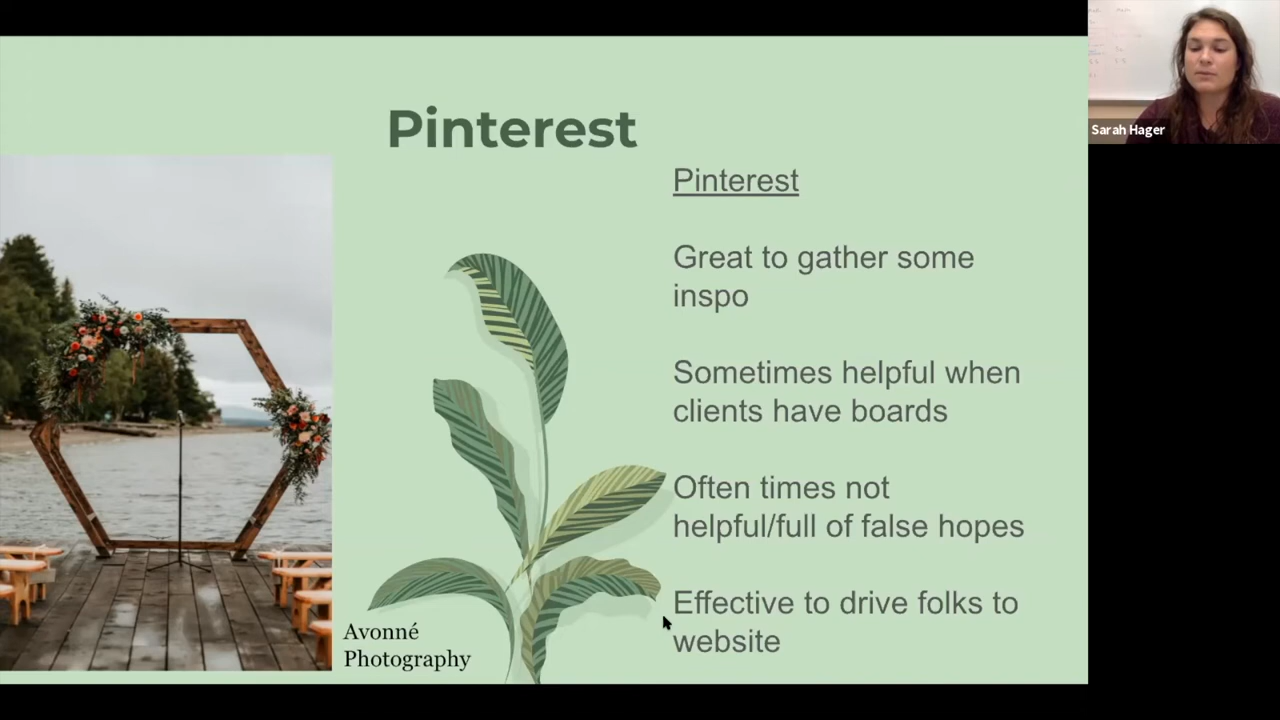 Pinterest
Pinterest
Great to gather some
inspo
Sometimes helpful when
clients have boards
Often times not
helpful/full of false hopes
Effective to drive folks to
website
Avonné
Photography
Sarah Hager